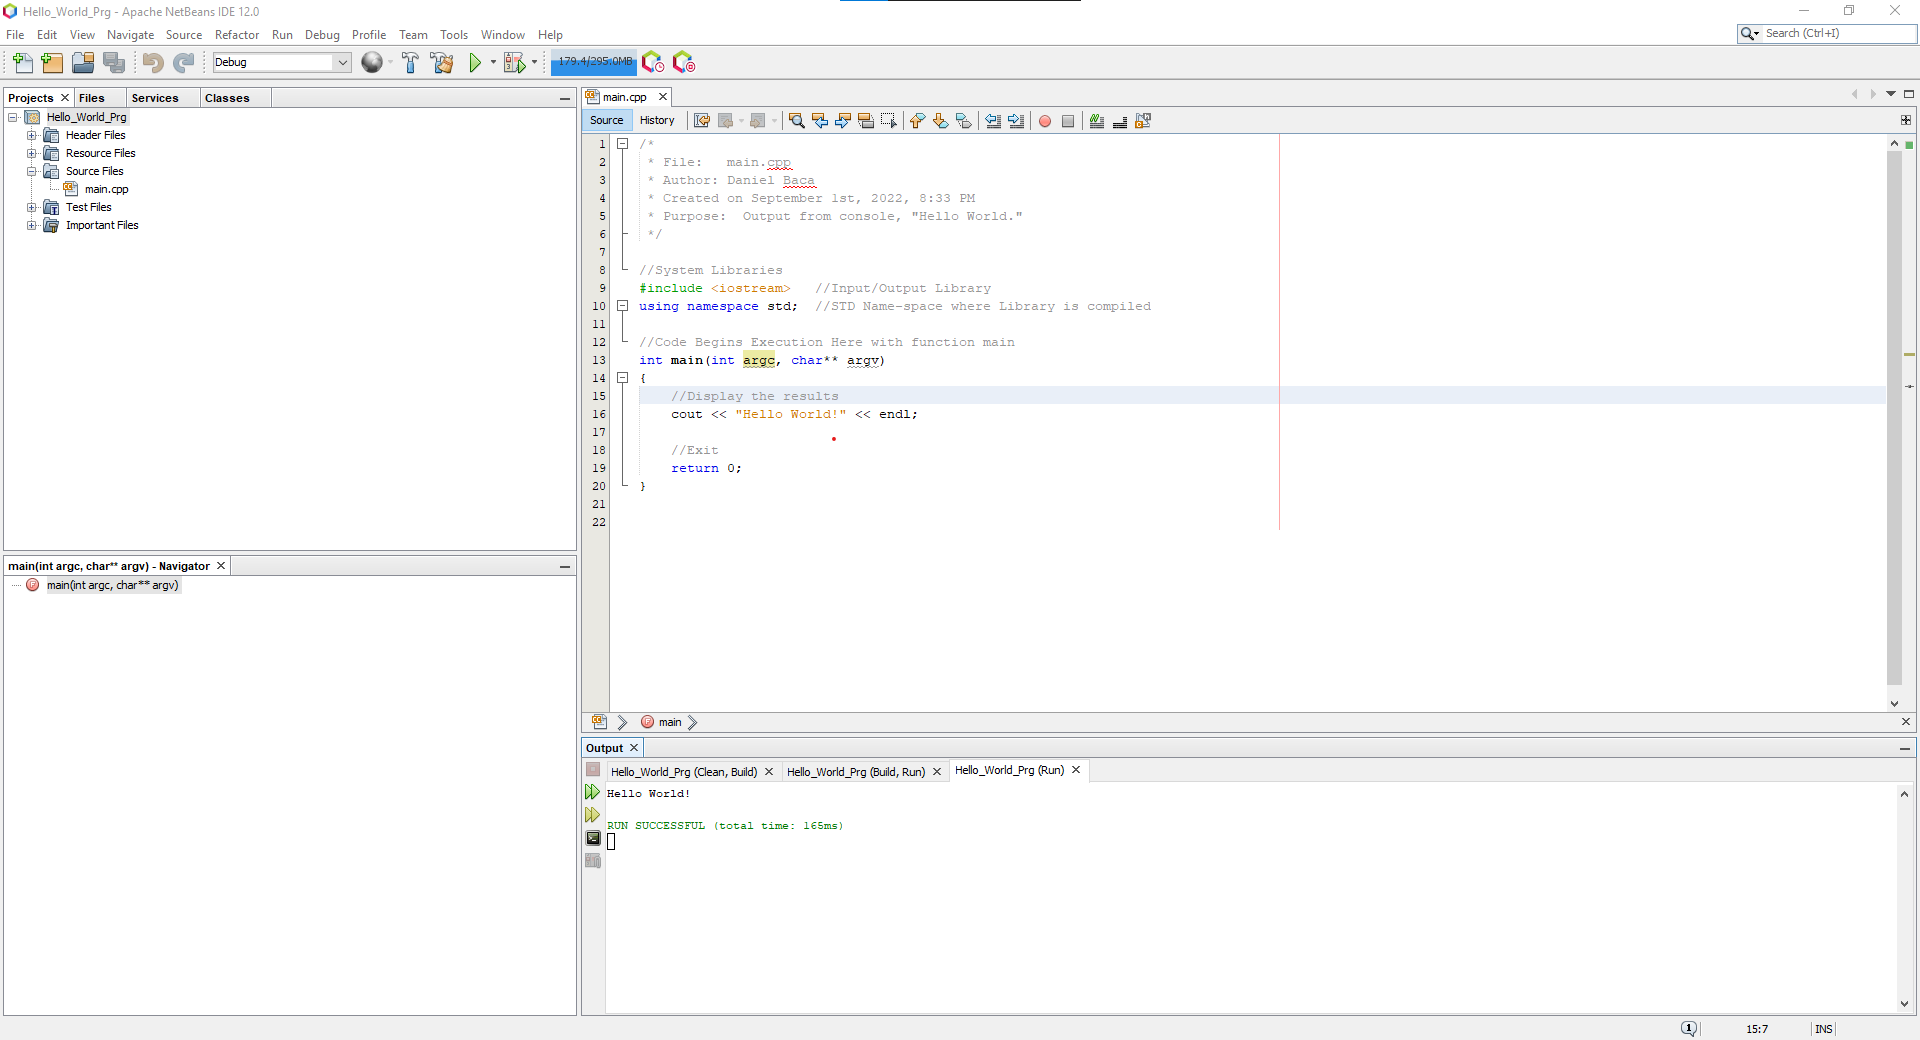 Hello_World_Prg - Apache NetBeans IDE 12.0
File Edit View Navigate Source Refactor Run Debug Profile Team Tools Window Help
Search (Ctrl+I)
Debug
179.4/295.0MB
Projects Files Services Classes
Hello_World_Prg
Header Files
Resource Files
Source Files
main.cpp
Test Files
Important Files
main(int argc, char** argv) - Navigator
main(int argc, char** argv)
main.cpp
Source History
1 /*
2 * File:   main.cpp
3 * Author: Daniel Baca
4 * Created on September 1st, 2022, 8:33 PM
5 * Purpose:  Output from console, "Hello World."
6 */
7
8 //System Libraries
9 #include <iostream>   //Input/Output Library
10 using namespace std;  //STD Name-space where Library is compiled
11
12 //Code Begins Execution Here with function main
13 int main(int argc, char** argv)
14 {
15     //Display the results
16     cout << "Hello World!" << endl;
17
18     //Exit
19     return 0;
20 }
21
22
main
Output
Hello_World_Prg (Clean, Build) Hello_World_Prg (Build, Run) Hello_World_Prg (Run)
Hello World!
RUN SUCCESSFUL (total time: 165ms)
1 15:7 INS